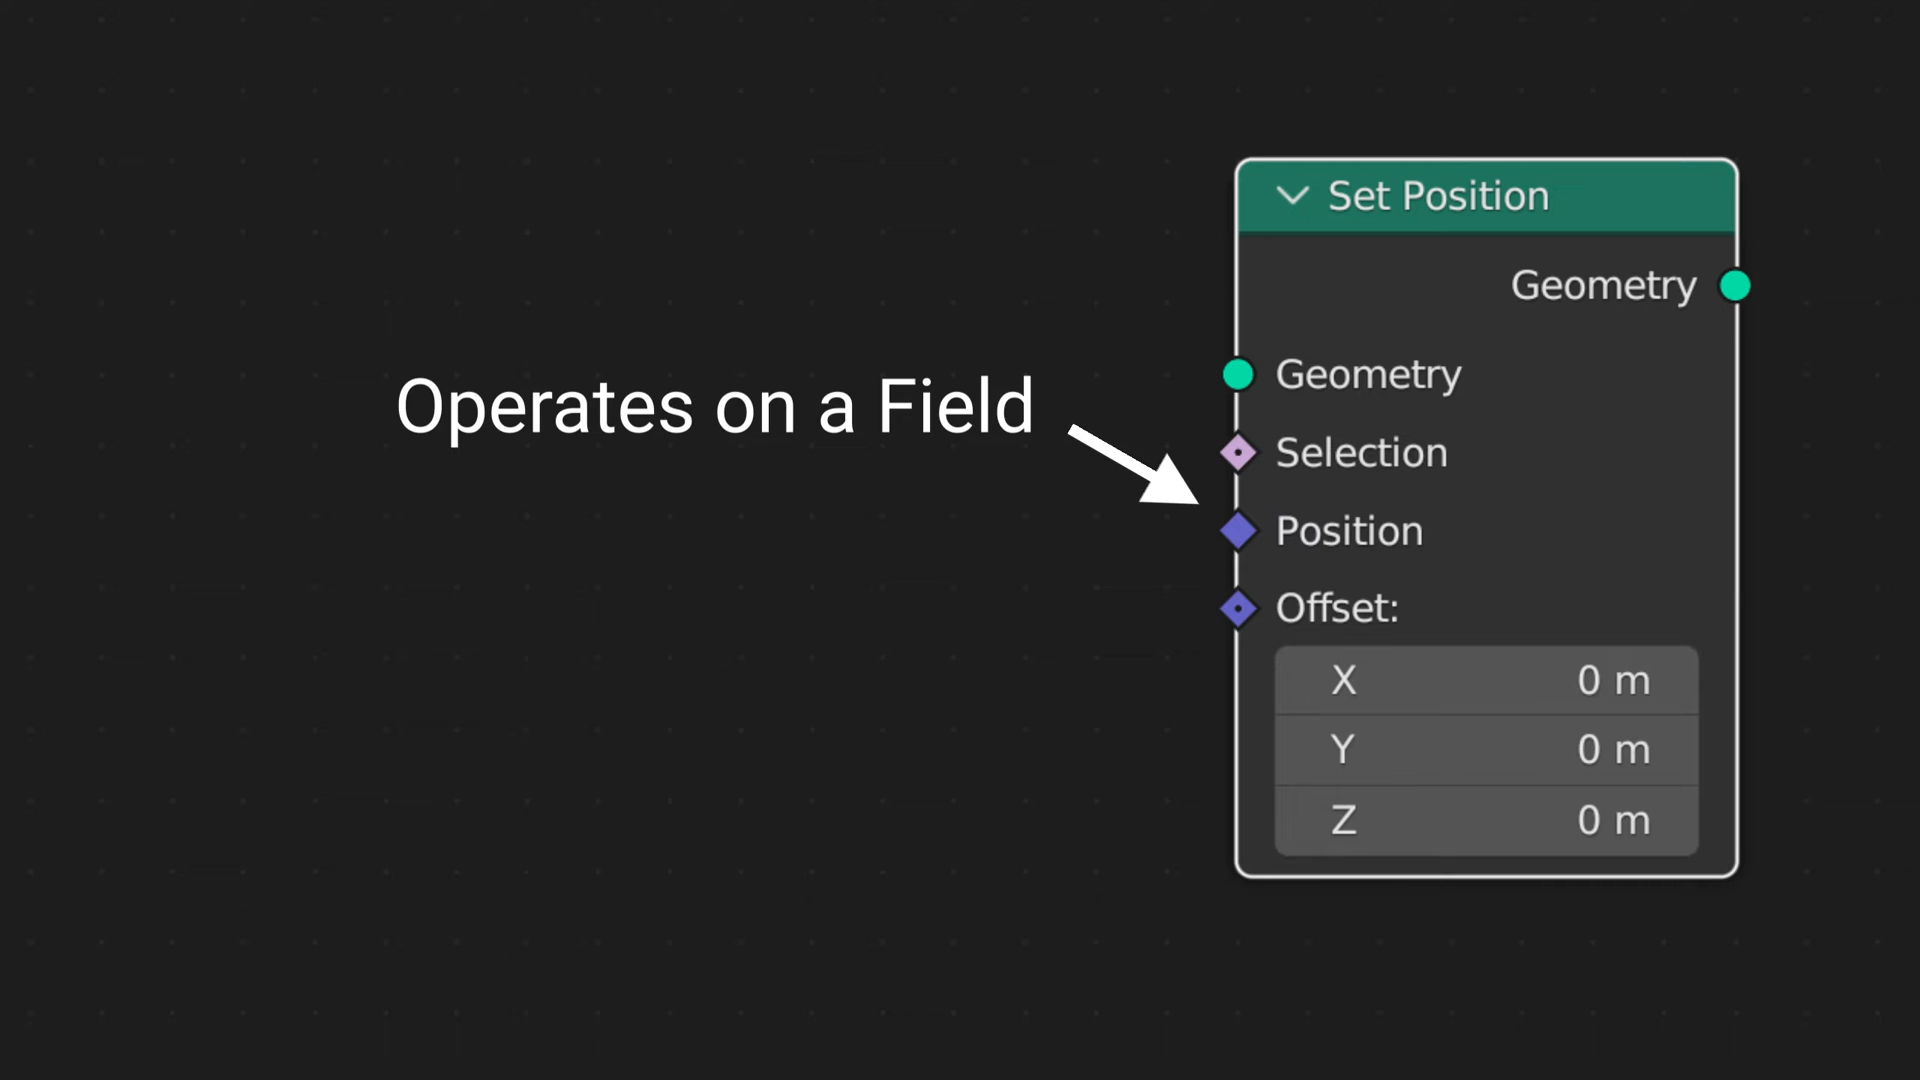 Set Position
Geometry
Geometry
Operates on a Field
Selection
Position
Offset:
X 0 m
Y 0 m
Z 0 m